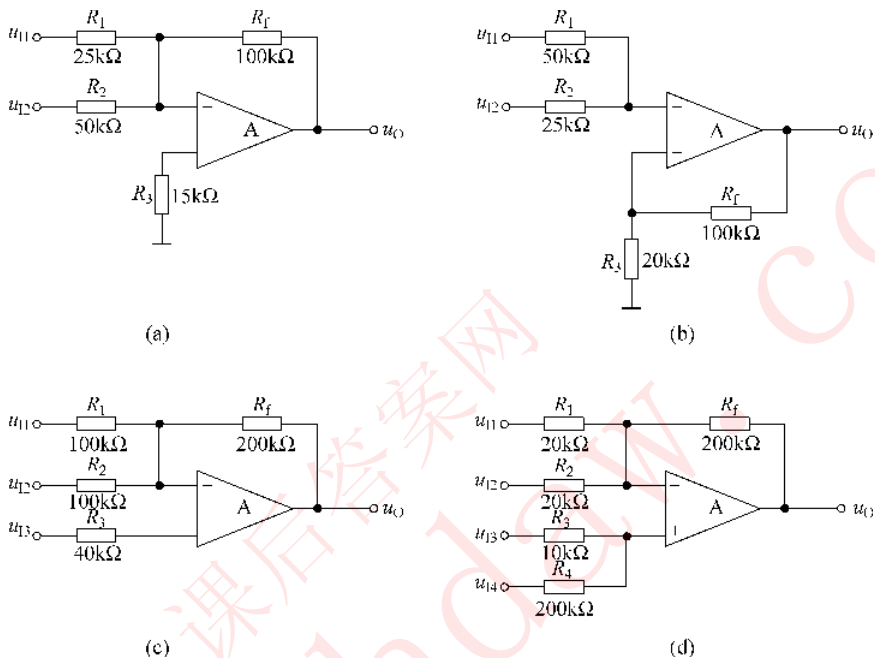 R1 Rf
uI1 25kΩ 100kΩ
R2
uI2 50kΩ − A uO
R3 15kΩ
(a)
R1
uI1 50kΩ
R2
uI2 25kΩ A uO
Rf
100kΩ
R3 20kΩ
(b)
R1 Rf
uI1 100kΩ 200kΩ
R2
uI2 100kΩ − A uO
R3
uI3 40kΩ
(c)
R1 Rf
uI1 20kΩ 200kΩ
R2
uI2 20kΩ − A uO
R3
uI3 10kΩ
R4
uI4 200kΩ
(d)
课后答案网